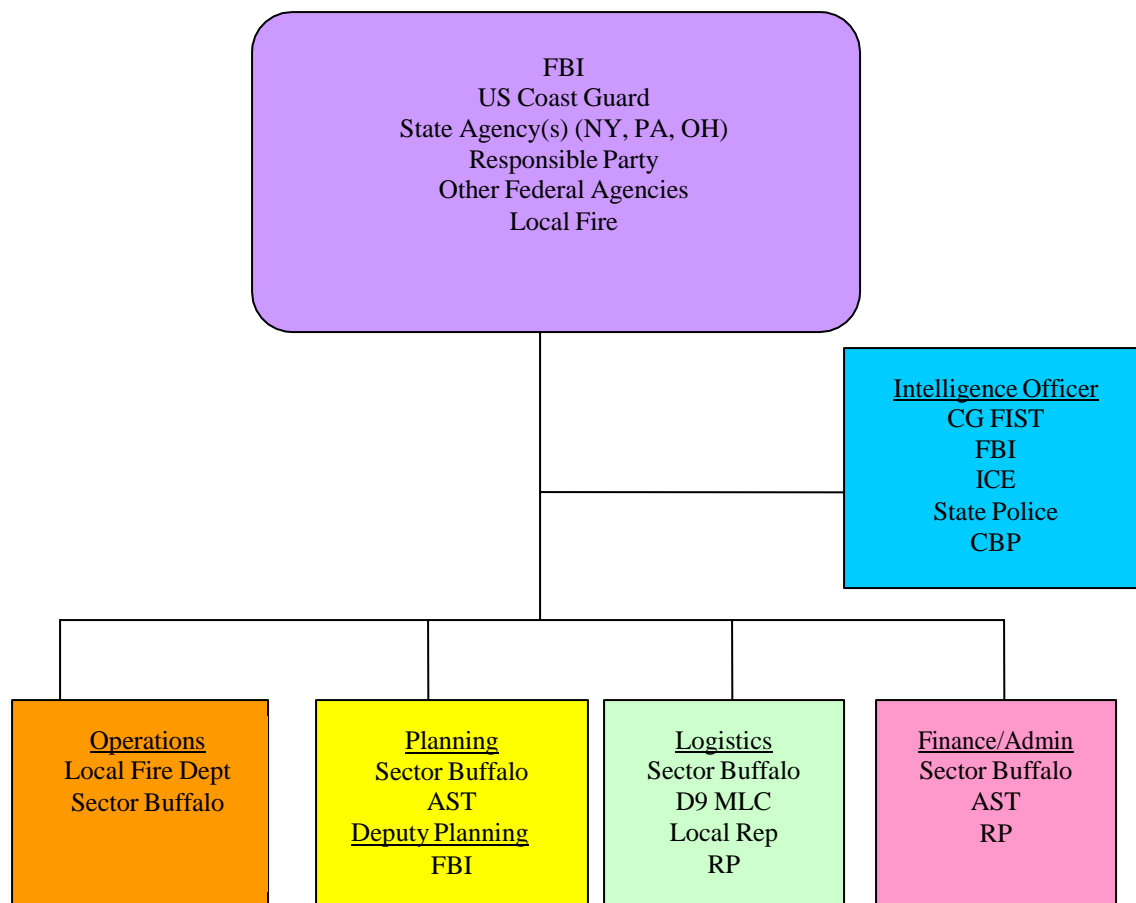 FBI
US Coast Guard
State Agency(s) (NY, PA, OH)
Responsible Party
Other Federal Agencies
Local Fire
Intelligence Officer
CG FIST
FBI
ICE
State Police
CBP
Operations
Local Fire Dept
Sector Buffalo
Planning
Sector Buffalo
AST
Deputy Planning
FBI
Logistics
Sector Buffalo
D9 MLC
Local Rep
RP
Finance/Admin
Sector Buffalo
AST
RP